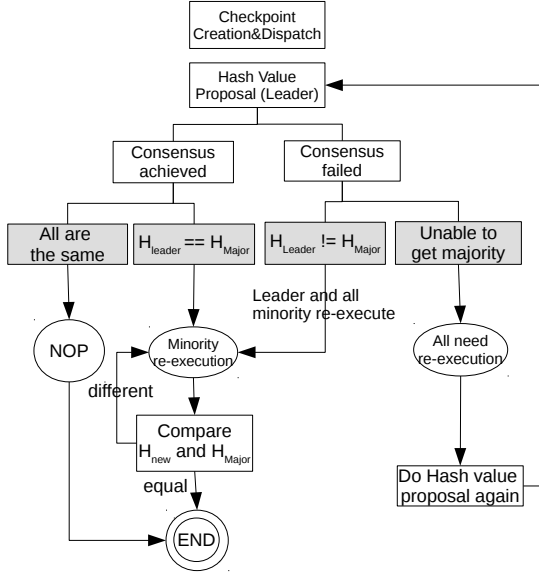 Checkpoint
Creation&Dispatch
Hash Value
Proposal (Leader)
Consensus
achieved
Consensus
failed
All are
the same
H_leader == H_Major
H_Leader != H_Major
Unable to
get majority
Leader and all
minority re-execute
NOP
Minority
re-execution
All need
re-execution
different
Compare
H_new and H_Major
equal
Do Hash value
proposal again
END